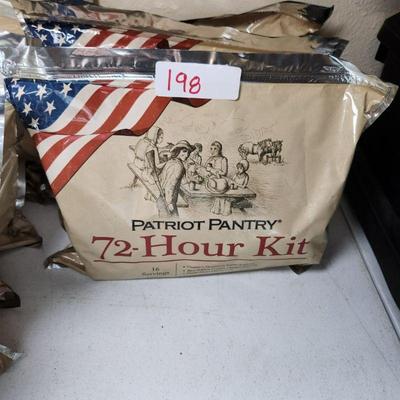 198
PATRIOT PANTRY®
72-Hour Kit
16
Servings